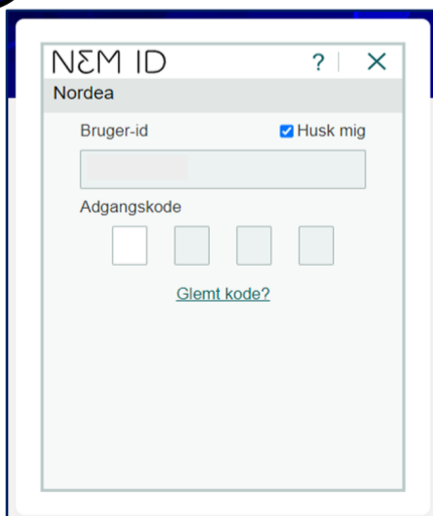 NEM ID ?
Nordea
Bruger-id Husk mig
Adgangskode
Glemt kode?